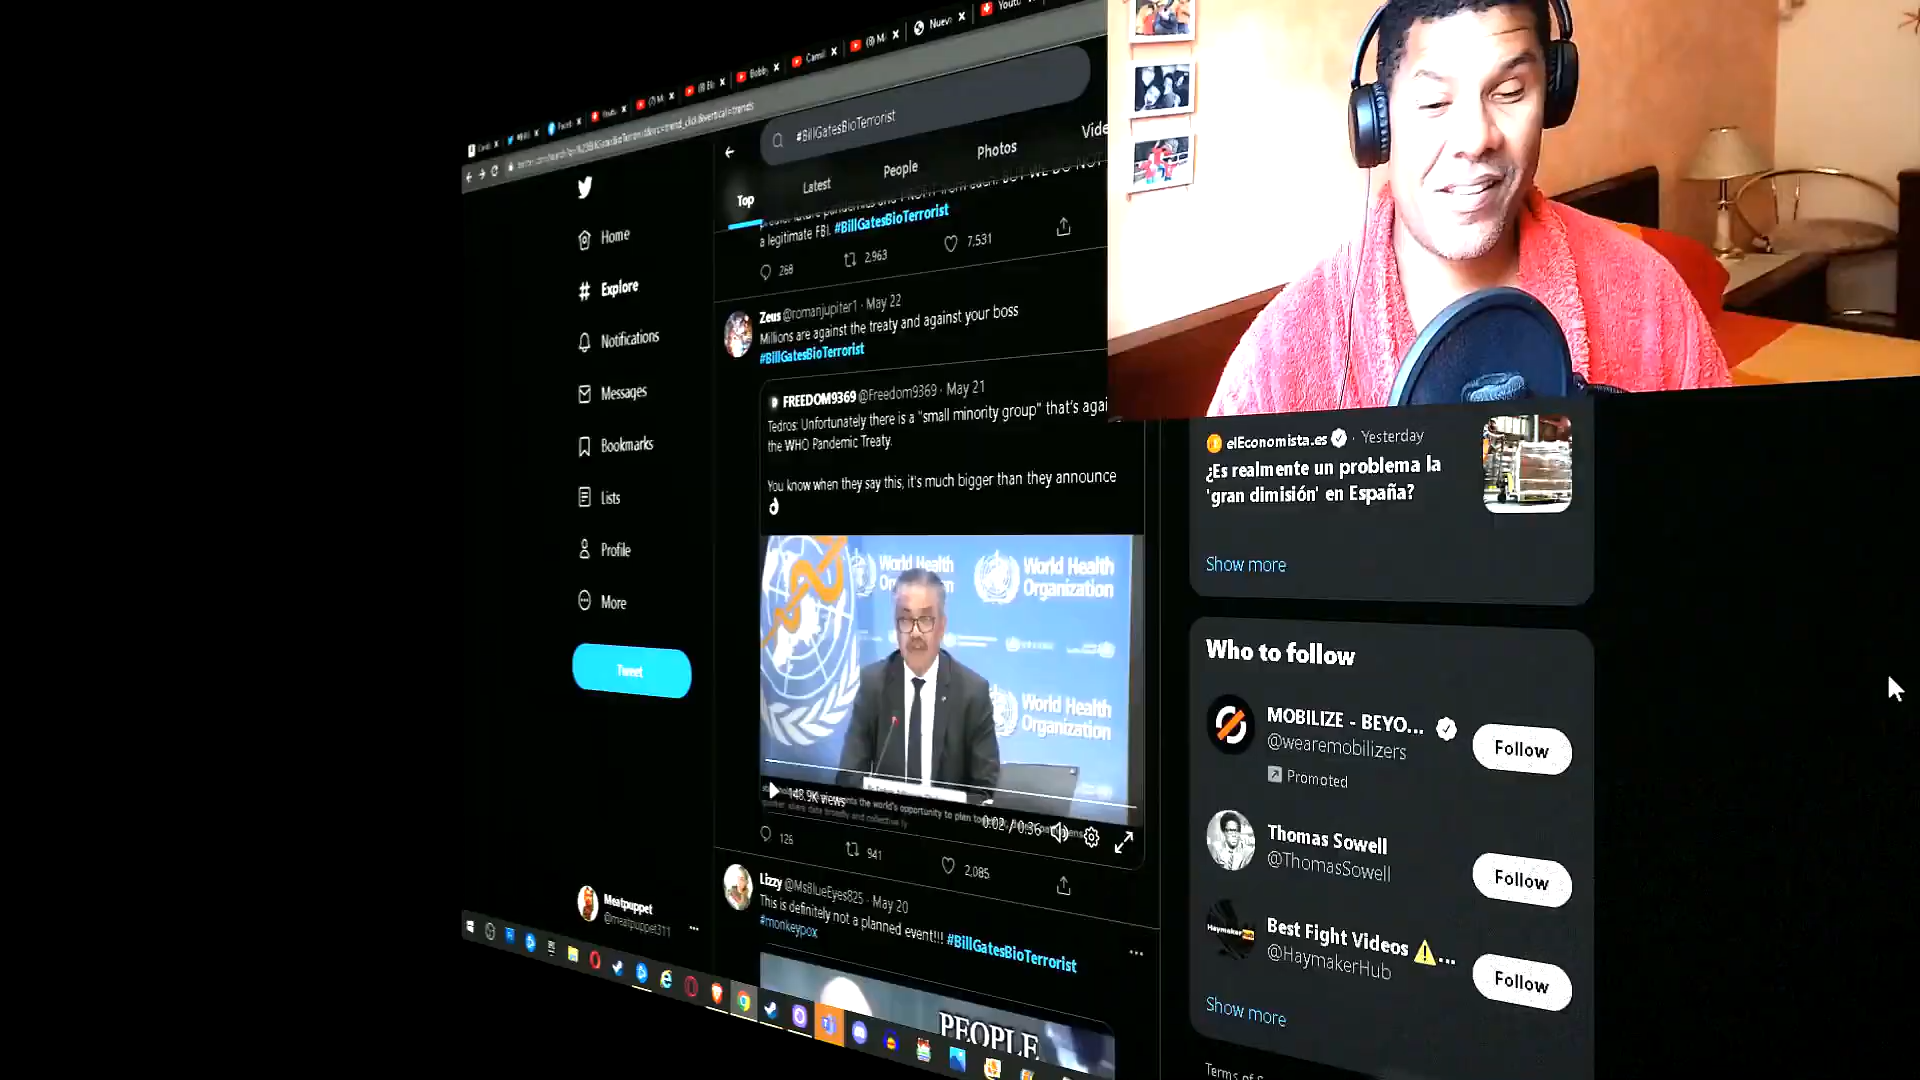 #BillGatesBioTerrorist
Top
Latest
People
Photos
a legitimate FBI. #BillGatesBioTerrorist
268
2,963
7,531
Home
Explore
Notifications
Messages
Bookmarks
Lists
Profile
More
Tweet
Meatpuppet
@meatpuppet311
Zeus @romanjupiter1 · May 22
Millions are against the treaty and against your boss
#BillGatesBioTerrorist
FREEDOM9369 @Freedom9369 · May 21
Tedros: Unfortunately there is a "small minority group" that's agai
the WHO Pandemic Treaty.
You know when they say this, it's much bigger than they announce
World Health
Organization
World Health
Organization
World Health
Organization
148.9K views
0:02 / 0:36
126
941
2,085
Lizzy @MsBlueEyes825 · May 20
This is definitely not a planned event!!! #BillGatesBioTerrorist
#monkeypox
PEOPLE
elEconomista.es · Yesterday
¿Es realmente un problema la
'gran dimisión' en España?
Show more
Who to follow
MOBILIZE - BEYO...
@wearemobilizers
Promoted
Follow
Thomas Sowell
@ThomasSowell
Follow
Best Fight Videos ...
@HaymakerHub
Follow
Show more